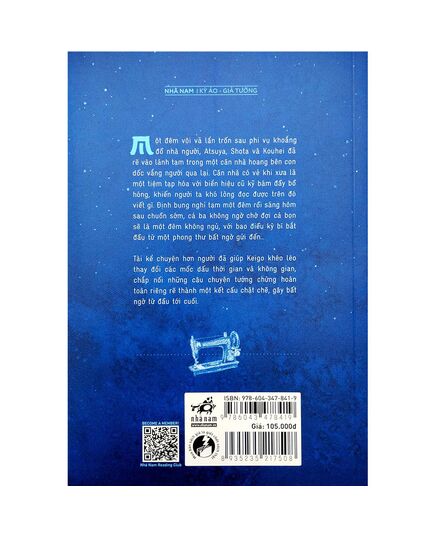 NHÃ NAM | KỲ ẢO - GIẢ TƯỞNG
Một đêm vội vã lẩn trốn sau phi vụ khoắng
đồ nhà người, Atsuya, Shota và Kouhei đã
rẽ vào lánh tạm trong một căn nhà hoang bên con
dốc vắng người qua lại. Căn nhà có vẻ khi xưa là
một tiệm tạp hóa với biển hiệu cũ kỹ bám đầy bồ
hóng, khiến người ta khó lòng đọc được trên đó
viết gì. Định bụng nghỉ tạm một đêm rồi sáng hôm
sau chuồn sớm, cả ba không ngờ chờ đợi cả bọn
sẽ là một đêm không ngủ, với bao điều kỳ bí bắt
đầu từ một phong thư bất ngờ gửi đến...
Tài kể chuyện hơn người đã giúp Keigo khéo léo
thay đổi các mốc dấu thời gian và không gian,
chắp nối những câu chuyện tưởng chừng hoàn
toàn riêng rẽ thành một kết cấu chặt chẽ, gây bất
ngờ từ đầu tới cuối.
BECOME A MEMBER!
Nhã Nam Reading Club
nhã nam
www.nhanam.vn
ISBN: 978-604-347-841-9
9 786043 478419
Giá: 105.000đ
8 935235 217508